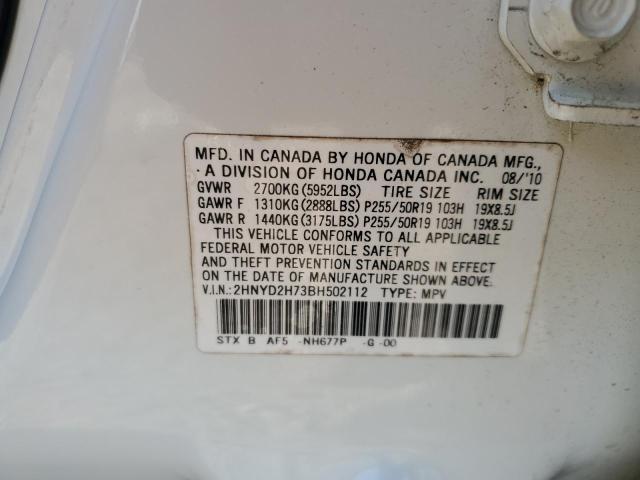 MFD. IN CANADA BY HONDA OF CANADA MFG.,
A DIVISION OF HONDA CANADA INC. 08/'10
GVWR 2700KG(5952LBS) TIRE SIZE RIM SIZE
GAWR F 1310KG(2888LBS) P255/50R19 103H 19X8.5J
GAWR R 1440KG(3175LBS) P255/50R19 103H 19X8.5J
THIS VEHICLE CONFORMS TO ALL APPLICABLE
FEDERAL MOTOR VEHICLE SAFETY
AND THEFT PREVENTION STANDARDS IN EFFECT
ON THE DATE OF MANUFACTURE SHOWN ABOVE.
V.I.N.:2HNYD2H73BH502112 TYPE: MPV
STX B AF5 -NH677P -G -00